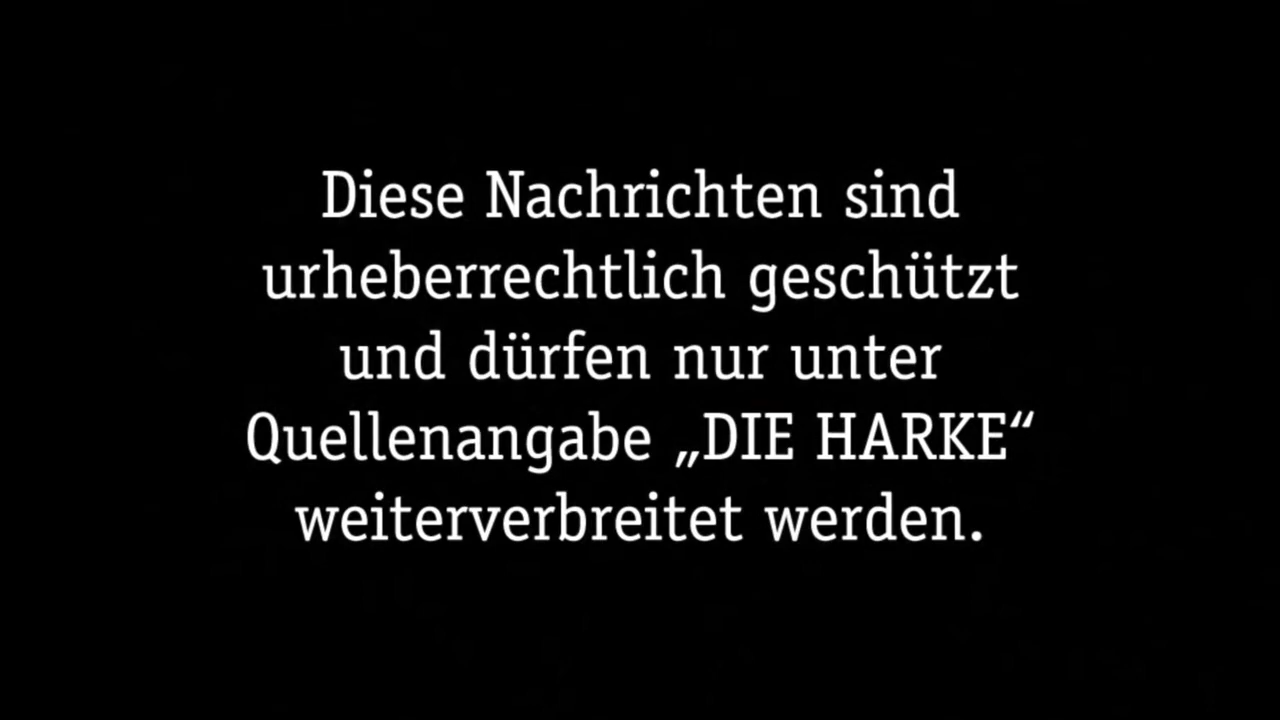 Diese Nachrichten sind
urheberrechtlich geschützt
und dürfen nur unter
Quellenangabe „DIE HARKE“
weiterverbreitet werden.